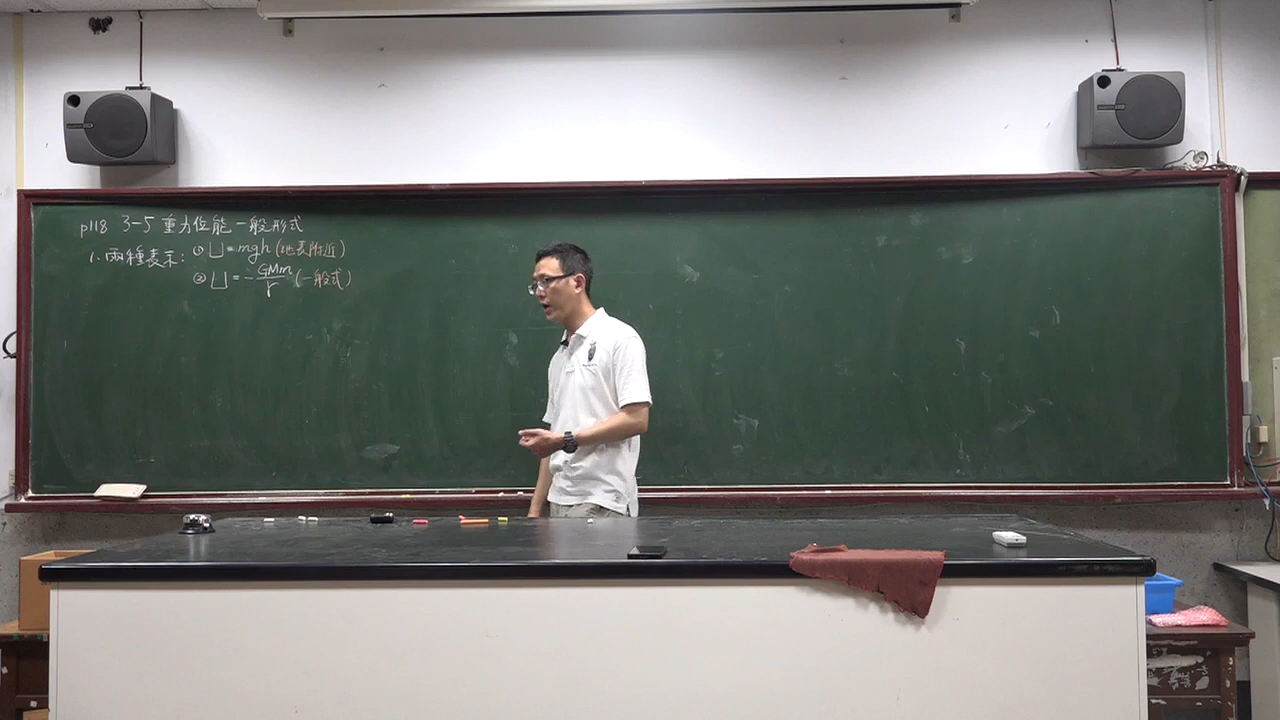 p118 3-5 重力位能一般形式
1. 兩種表示: ① U=mgh (地表附近)
② U=-GMm/r (一般式)